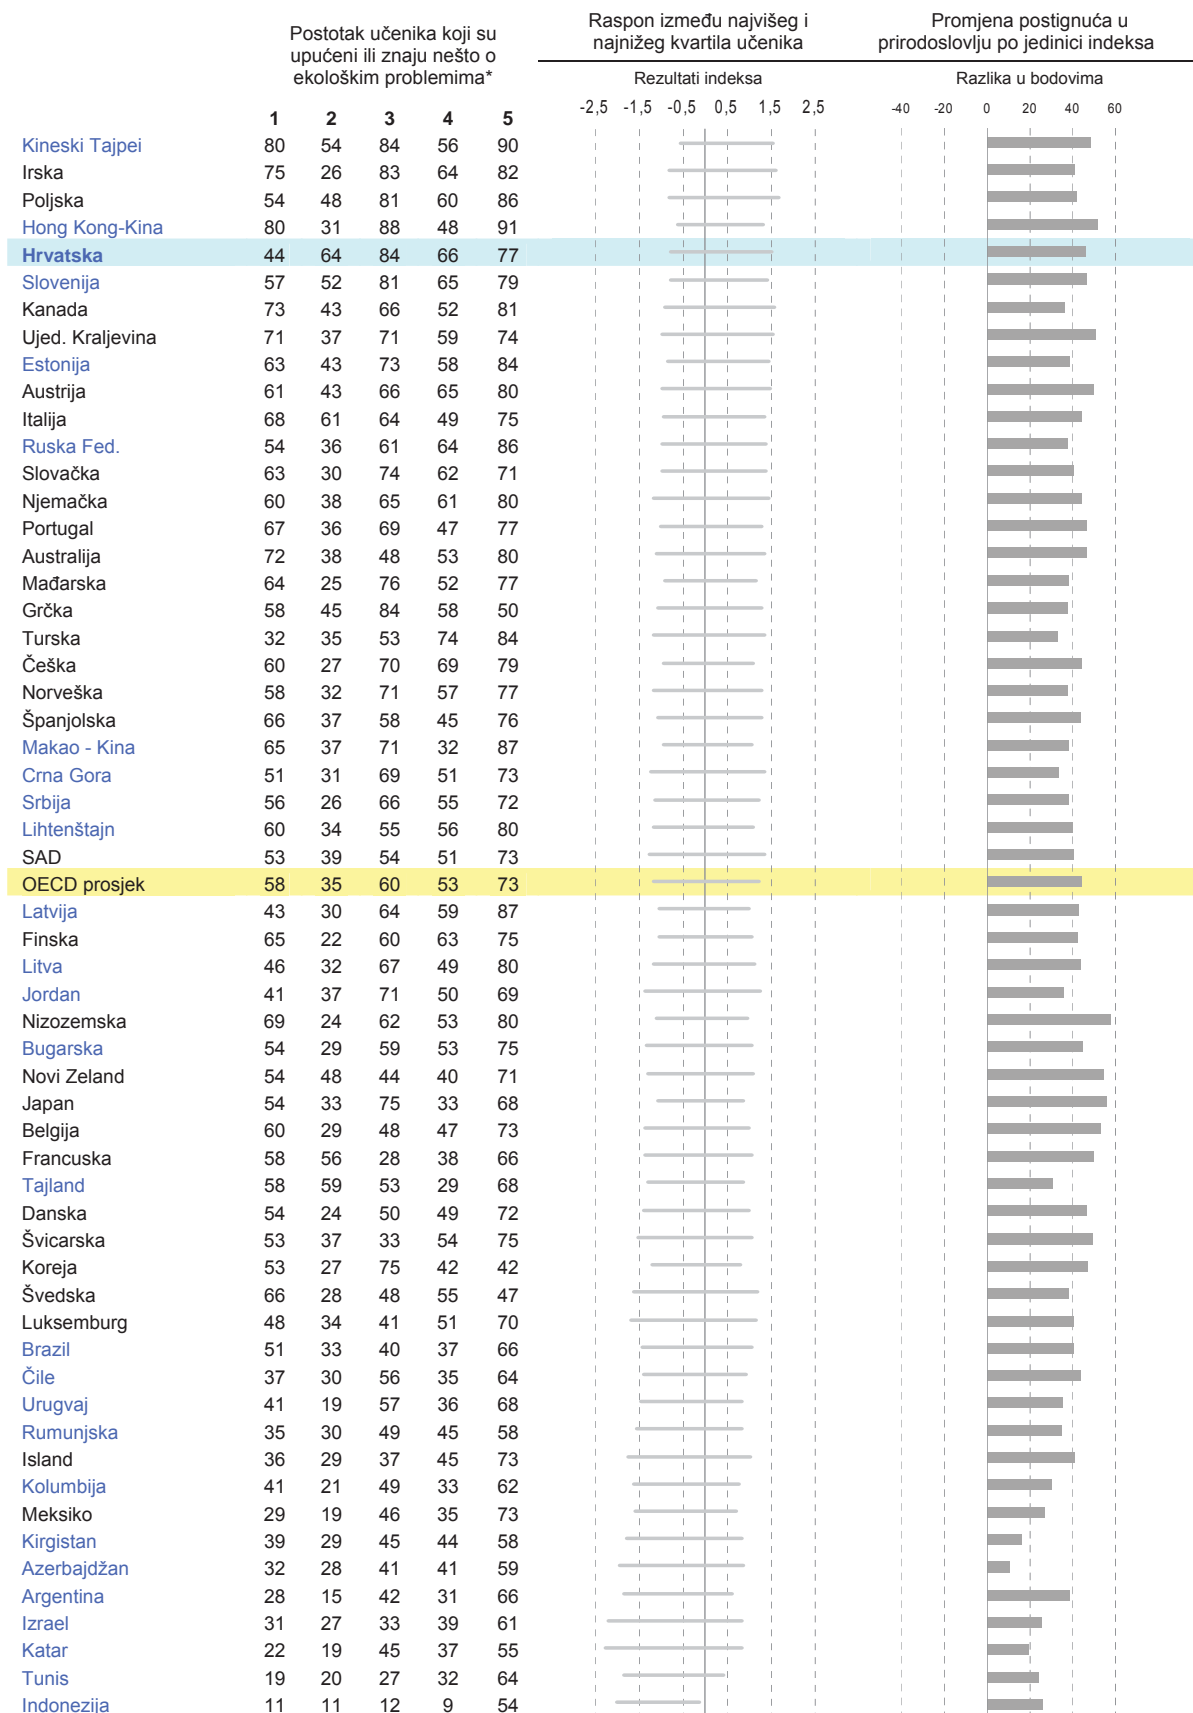 Postotak učenika koji su
upućeni ili znaju nešto o
ekološkim problemima*
Raspon između najvišeg i
najnižeg kvartila učenika
Promjena postignuća u
prirodoslovlju po jedinici indeksa
Rezultati indeksa
Razlika u bodovima
-2,5 -1,5 -0,5 0,5 1,5 2,5
-40 -20 0 20 40 60
1 2 3 4 5
Kineski Tajpei 80 54 84 56 90
Irska 75 26 83 64 82
Poljska 54 48 81 60 86
Hong Kong-Kina 80 31 88 48 91
Hrvatska 44 64 84 66 77
Slovenija 57 52 81 65 79
Kanada 73 43 66 52 81
Ujed. Kraljevina 71 37 71 59 74
Estonija 63 43 73 58 84
Austrija 61 43 66 65 80
Italija 68 61 64 49 75
Ruska Fed. 54 36 61 64 86
Slovačka 63 30 74 62 71
Njemačka 60 38 65 61 80
Portugal 67 36 69 47 77
Australija 72 38 48 53 80
Mađarska 64 25 76 52 77
Grčka 58 45 84 58 50
Turska 32 35 53 74 84
Češka 60 27 70 69 79
Norveška 58 32 71 57 77
Španjolska 66 37 58 45 76
Makao - Kina 65 37 71 32 87
Crna Gora 51 31 69 51 73
Srbija 56 26 66 55 72
Lihtenštajn 60 34 55 56 80
SAD 53 39 54 51 73
OECD prosjek 58 35 60 53 73
Latvija 43 30 64 59 87
Finska 65 22 60 63 75
Litva 46 32 67 49 80
Jordan 41 37 71 50 69
Nizozemska 69 24 62 53 80
Bugarska 54 29 59 53 75
Novi Zeland 54 48 44 40 71
Japan 54 33 75 33 68
Belgija 60 29 48 47 73
Francuska 58 56 28 38 66
Tajland 58 59 53 29 68
Danska 54 24 50 49 72
Švicarska 53 37 33 54 75
Koreja 53 27 75 42 42
Švedska 66 28 48 55 47
Luksemburg 48 34 41 51 70
Brazil 51 33 40 37 66
Čile 37 30 56 35 64
Urugvaj 41 19 57 36 68
Rumunjska 35 30 49 45 58
Island 36 29 37 45 73
Kolumbija 41 21 49 33 62
Meksiko 29 19 46 35 73
Kirgistan 39 29 45 44 58
Azerbajdžan 32 28 41 41 59
Argentina 28 15 42 31 66
Izrael 31 27 33 39 61
Katar 22 19 45 37 55
Tunis 19 20 27 32 64
Indonezija 11 11 12 9 54